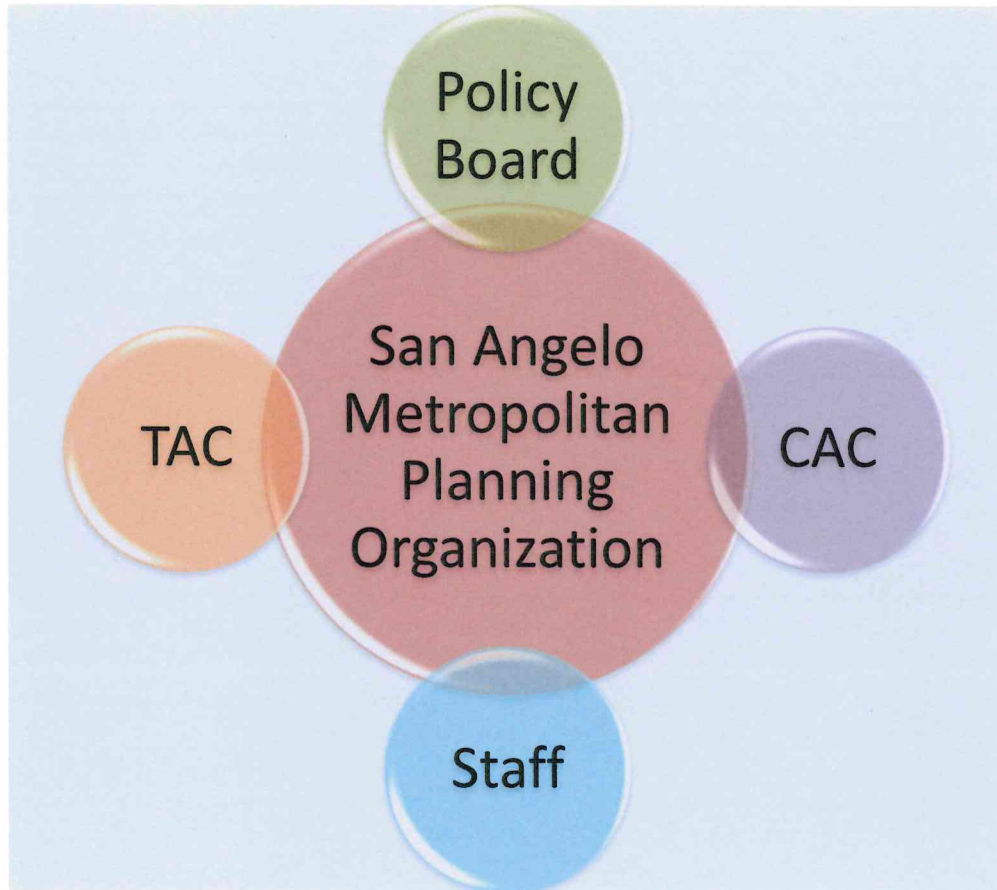 Policy
Board
San Angelo
Metropolitan
Planning
Organization
TAC
CAC
Staff